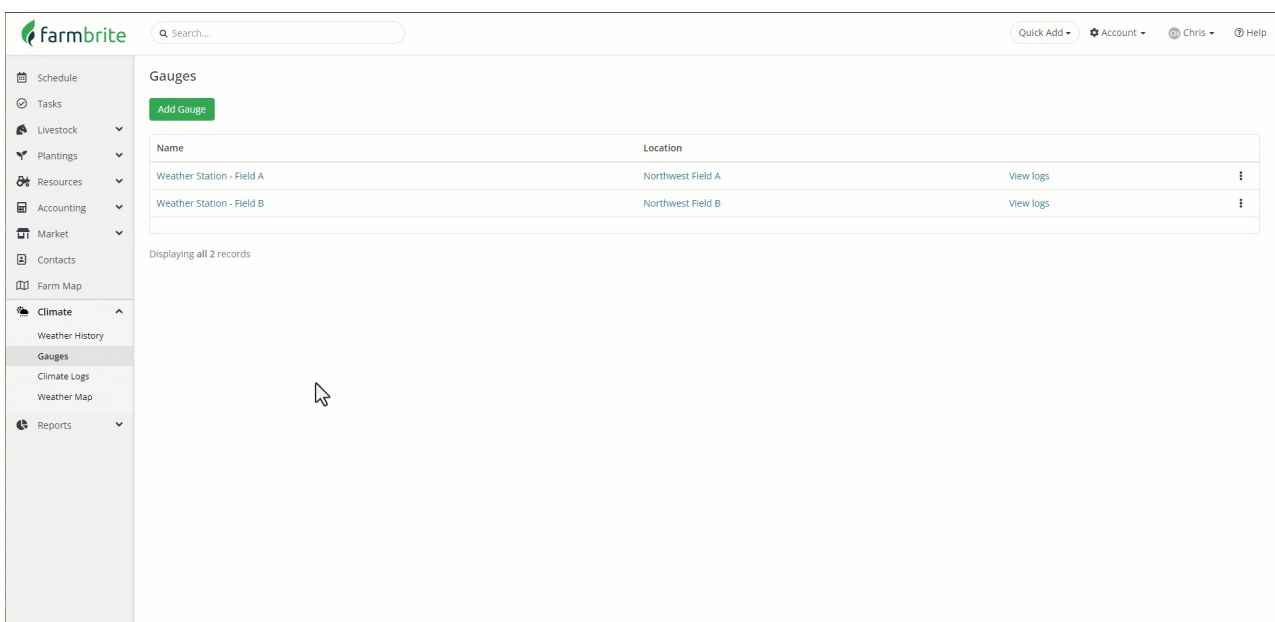 farmbrite
Search...
Quick Add
Account
Chris
Help
Schedule
Tasks
Livestock
Plantings
Resources
Accounting
Market
Contacts
Farm Map
Climate
Weather History
Gauges
Climate Logs
Weather Map
Reports
Gauges
Add Gauge
Name Location
Weather Station - Field A Northwest Field A View logs
Weather Station - Field B Northwest Field B View logs
Displaying all 2 records